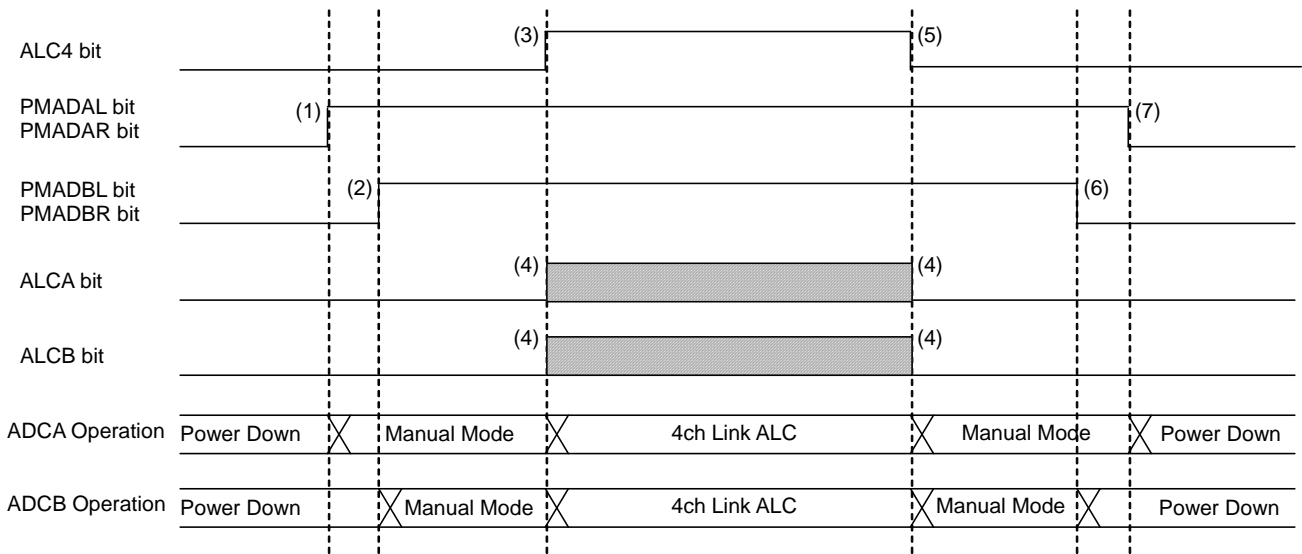 ALC4 bit
(3)
(5)
PMADAL bit
PMADAR bit
(1)
(7)
PMADBL bit
PMADBR bit
(2)
(6)
ALCA bit
(4)
(4)
ALCB bit
(4)
(4)
ADCA Operation Power Down Manual Mode 4ch Link ALC Manual Mode Power Down
ADCB Operation Power Down Manual Mode 4ch Link ALC Manual Mode Power Down